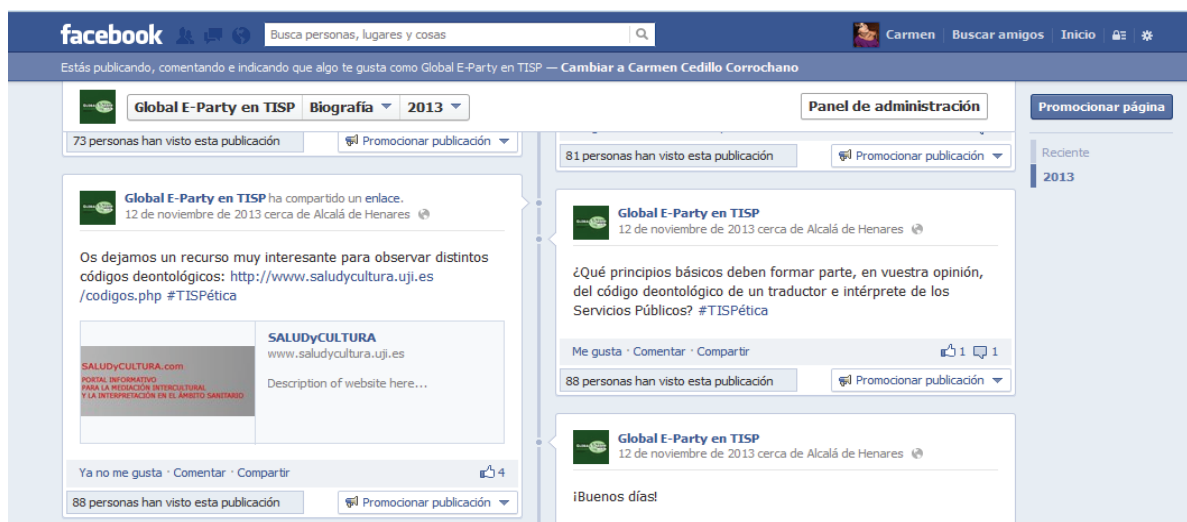 facebook
Busca personas, lugares y cosas
Carmen
Buscar amigos
Inicio
Estás publicando, comentando e indicando que algo te gusta como Global E-Party en TISP — Cambiar a Carmen Cedillo Corrochano
Global E-Party en TISP
Biografía
2013
Panel de administración
Promocionar página
Reciente
2013
73 personas han visto esta publicación
Promocionar publicación
Global E-Party en TISP ha compartido un enlace.
12 de noviembre de 2013 cerca de Alcalá de Henares
Os dejamos un recurso muy interesante para observar distintos
códigos deontológicos: http://www.saludycultura.uji.es
/codigos.php #TISPética
SALUDyCULTURA.com
PORTAL INFORMATIVO
PARA LA MEDIACIÓN INTERCULTURAL
Y LA INTERPRETACIÓN EN EL ÁMBITO SANITARIO
SALUDyCULTURA
www.saludycultura.uji.es
Description of website here...
Ya no me gusta · Comentar · Compartir
4
88 personas han visto esta publicación
Promocionar publicación
81 personas han visto esta publicación
Promocionar publicación
Global E-Party en TISP
12 de noviembre de 2013 cerca de Alcalá de Henares
¿Qué principios básicos deben formar parte, en vuestra opinión,
del código deontológico de un traductor e intérprete de los
Servicios Públicos? #TISPética
Me gusta · Comentar · Compartir
1 1
88 personas han visto esta publicación
Promocionar publicación
Global E-Party en TISP
12 de noviembre de 2013 cerca de Alcalá de Henares
¡Buenos días!